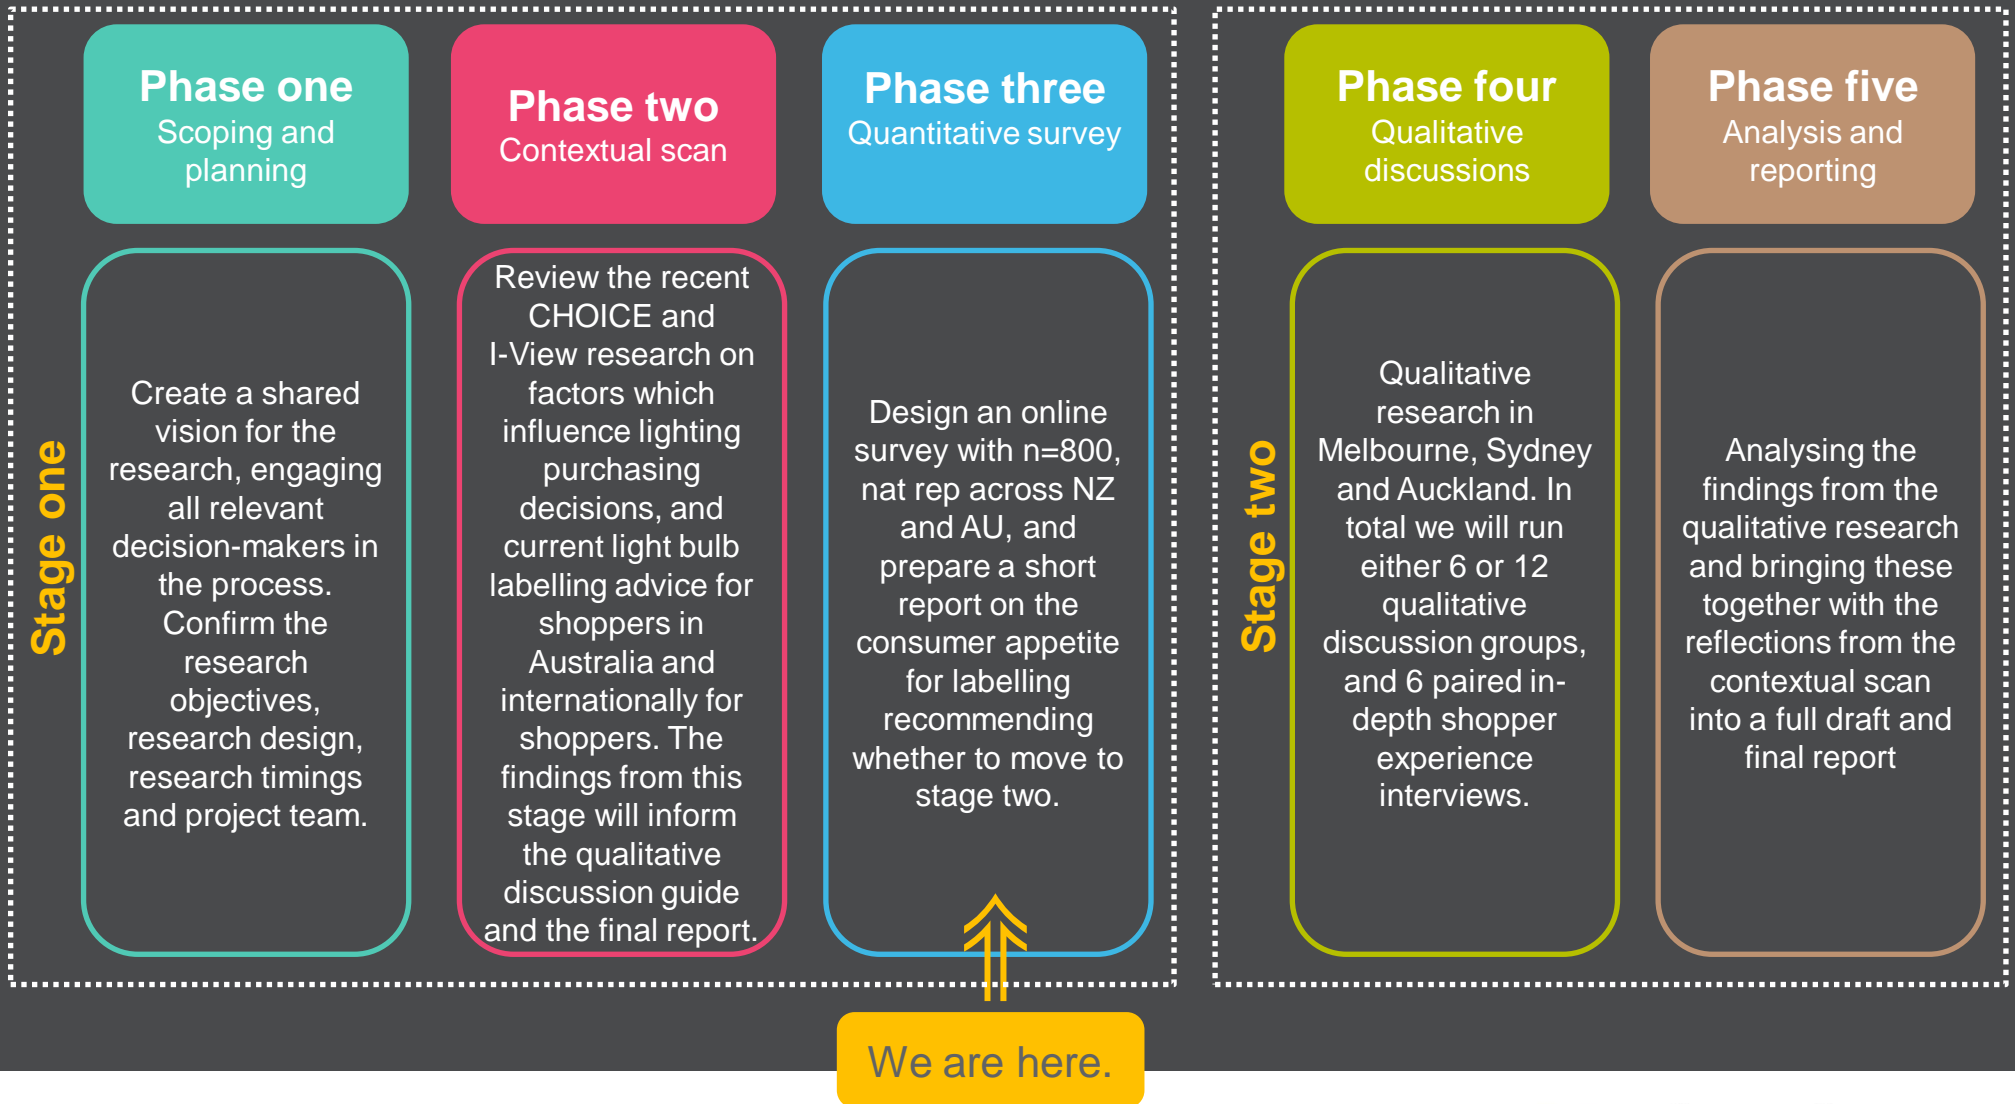 Stage one
Phase one
Scoping and
planning
Create a shared
vision for the
research, engaging
all relevant
decision-makers in
the process.
Confirm the
research
objectives,
research design,
research timings
and project team.
Phase two
Contextual scan
Review the recent
CHOICE and
I-View research on
factors which
influence lighting
purchasing
decisions, and
current light bulb
labelling advice for
shoppers in
Australia and
internationally for
shoppers. The
findings from this
stage will inform
the qualitative
discussion guide
and the final report.
Phase three
Quantitative survey
Design an online
survey with n=800,
nat rep across NZ
and AU, and
prepare a short
report on the
consumer appetite
for labelling
recommending
whether to move to
stage two.
We are here.
Stage two
Phase four
Qualitative
discussions
Qualitative
research in
Melbourne, Sydney
and Auckland. In
total we will run
either 6 or 12
qualitative
discussion groups,
and 6 paired in-
depth shopper
experience
interviews.
Phase five
Analysis and
reporting
Analysing the
findings from the
qualitative research
and bringing these
together with the
reflections from the
contextual scan
into a full draft and
final report